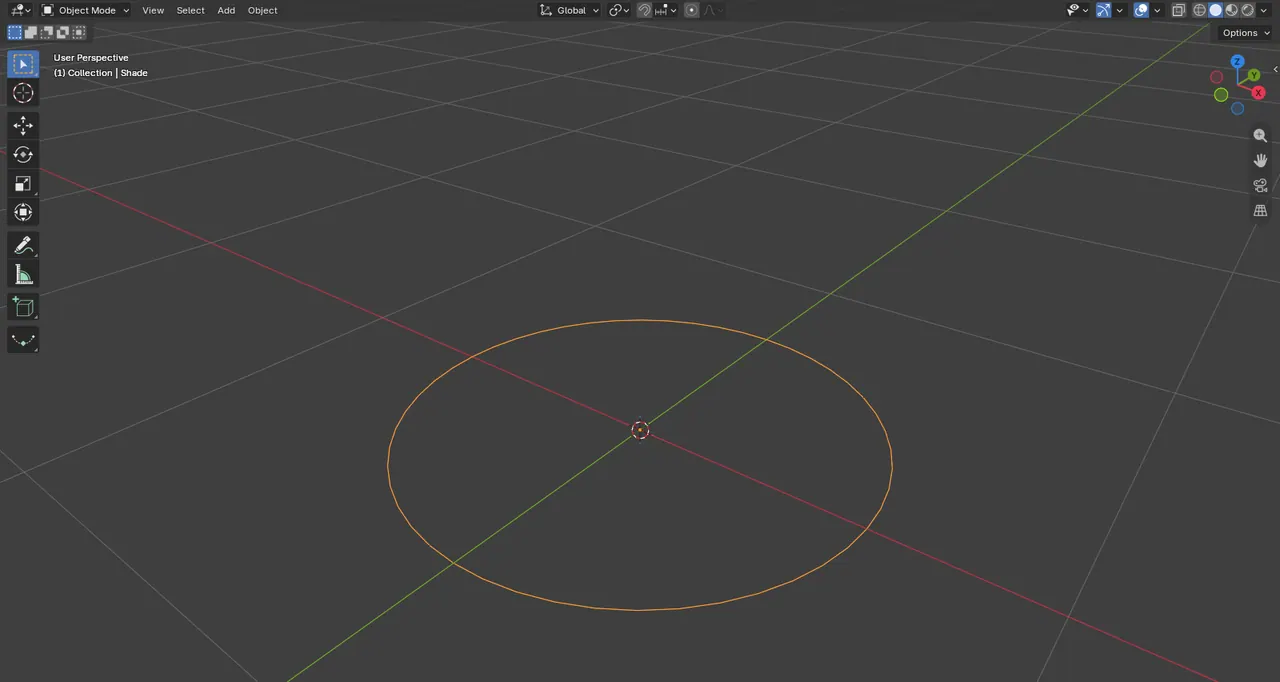 Object Mode View Select Add Object Global
Options
User Perspective
(1) Collection | Shade
Z
Y
X